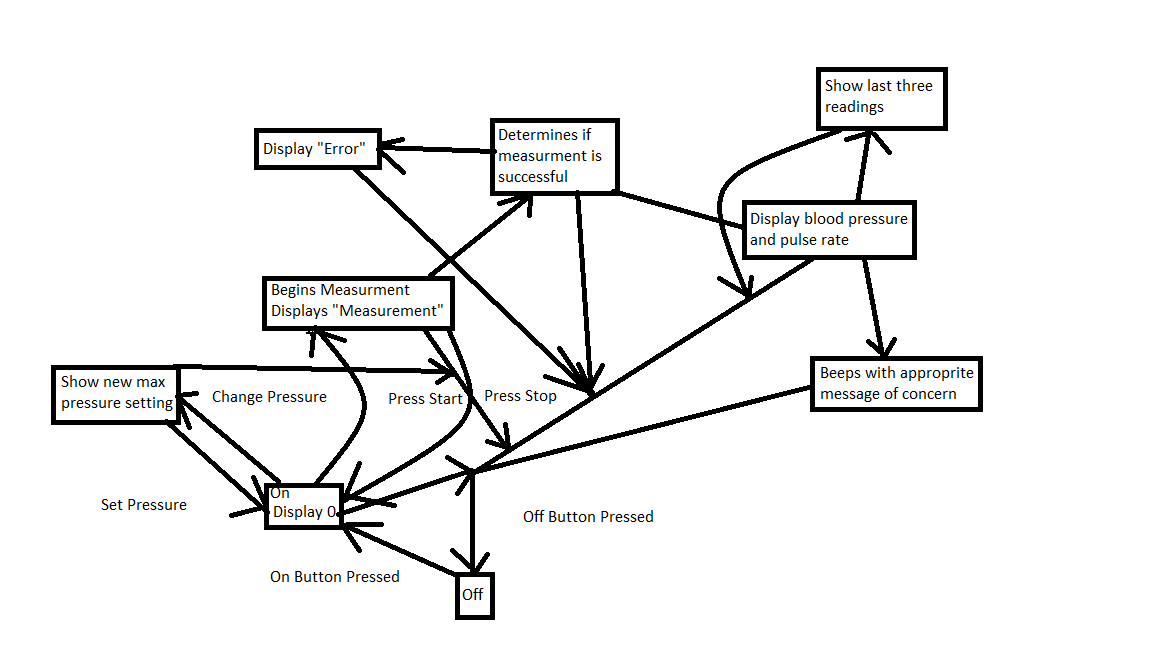 Show last three
readings
Determines if
measurment is
successful
Display "Error"
Display blood pressure
and pulse rate
Begins Measurment
Displays "Measurement"
Show new max
pressure setting
Change Pressure
Press Start
Press Stop
Beeps with approprite
message of concern
On
Display 0
Set Pressure
Off Button Pressed
On Button Pressed
Off